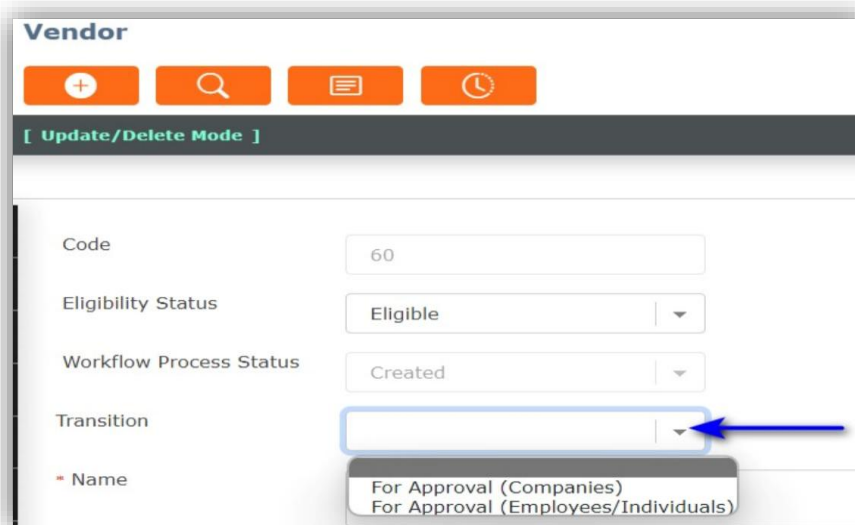 Vendor
[ Update/Delete Mode ]
Code
60
Eligibility Status
Eligible
Workflow Process Status
Created
Transition
* Name
For Approval (Companies)
For Approval (Employees/Individuals)